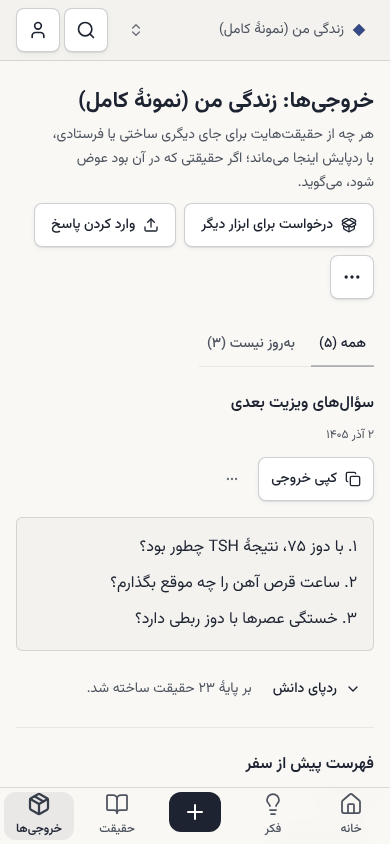 زندگی من (نمونهٔ کامل)
خروجی‌ها: زندگی من (نمونهٔ کامل)
هر چه از حقیقت‌هایت برای جای دیگری ساختی یا فرستادی،
با ردپایش اینجا می‌ماند؛ اگر حقیقتی که در آن بود عوض
شود، می‌گوید.
درخواست برای ابزار دیگر
وارد کردن پاسخ
همه (۵)
به‌روز نیست (۳)
سؤال‌های ویزیت بعدی
۲ آذر ۱۴۰۵
کپی خروجی
۱. با دوز ۷۵، نتیجهٔ TSH چطور بود؟
۲. ساعت قرص آهن را چه موقع بگذارم؟
۳. خستگی عصرها با دوز ربطی دارد؟
ردپای دانش
بر پایهٔ ۲۳ حقیقت ساخته شد.
فهرست پیش از سفر
خانه
فکر
حقیقت
خروجی‌ها